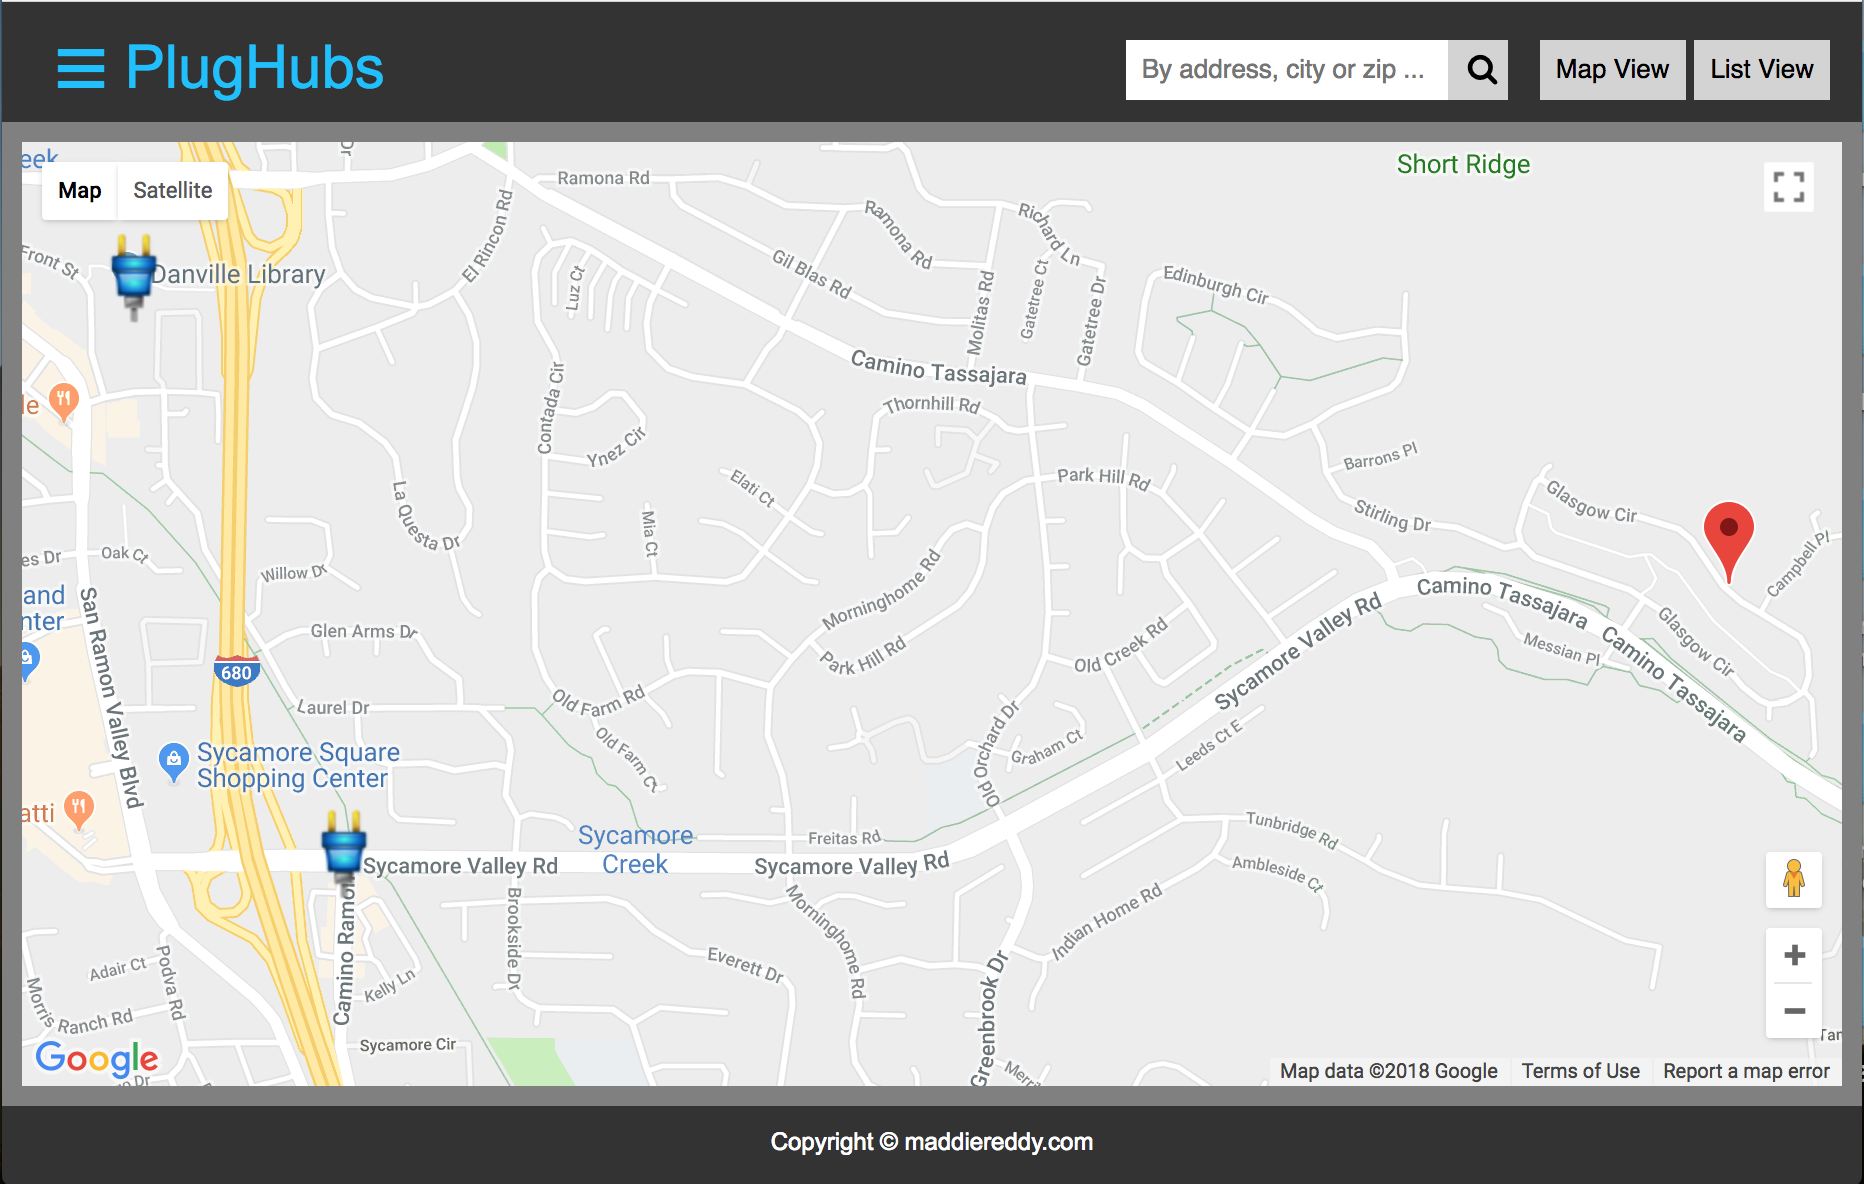 PlugHubs
By address, city or zip ...
Map View
List View
eek
Map
Satellite
Short Ridge
Dr
Ramona Rd
Ramona Rd
Richard Ln
El Rincon Rd
Front St
Danville Library
Luz Ct
Gil Blas Rd
Molitas Rd
Gatetree Ct
Gatetree Dr
Edinburgh Cir
Camino Tassajara
Contada Cir
Thornhill Rd
le
Ynez Cir
Elati Ct
Park Hill Rd
Barrons Pl
La Questa Dr
Mia Ct
Stirling Dr
Glasgow Cir
Campbell Pl
es Dr
Oak Ct
Willow Dr
Morninghome Rd
Camino Tassajara
and
nter
San Ramon Valley Blvd
Glen Arms Dr
Park Hill Rd
Old Creek Rd
Sycamore Valley Rd
Messian Pl
Camino Tassajara
Glasgow Cir
680
Laurel Dr
Old Farm Rd
Old Farm Ct
Old Orchard Dr
Graham Ct
Leeds Ct E
Sycamore Square
Shopping Center
atti
Sycamore
Creek
Freitas Rd
Tunbridge Rd
Sycamore Valley Rd
Sycamore Valley Rd
Ambleside Ct
Camino Ramon
Brookside Dr
Morninghome Rd
Indian Home Rd
Adair Ct
Podva Rd
Kelly Ln
Everett Dr
Greenbrook Dr
Morris Ranch Rd
Sycamore Cir
Merri
Tan
Google
o Dr
Map data ©2018 Google
Terms of Use
Report a map error
Copyright © maddiereddy.com